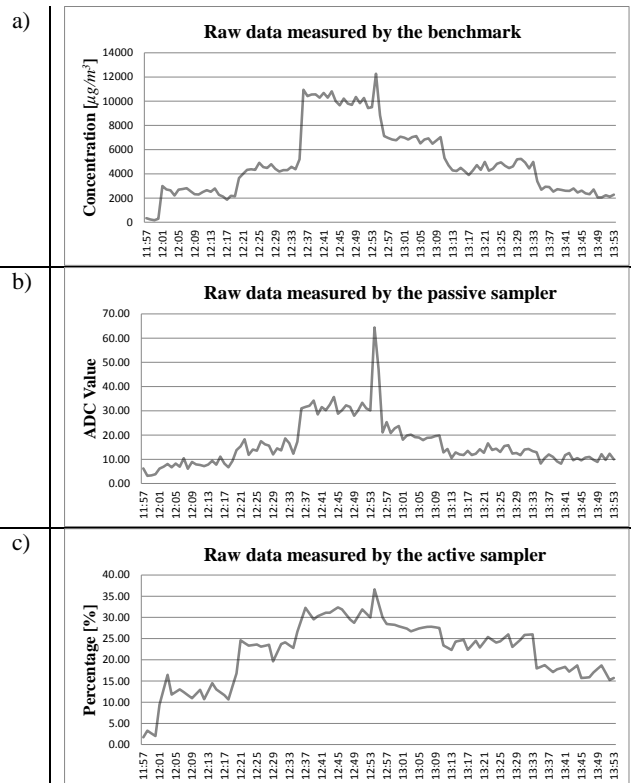 a)
Raw data measured by the benchmark
Concentration [µg/m³]
14000
12000
10000
8000
6000
4000
2000
0
11:57 12:01 12:05 12:09 12:13 12:17 12:21 12:25 12:29 12:33 12:37 12:41 12:45 12:49 12:53 12:57 13:01 13:05 13:09 13:13 13:17 13:21 13:25 13:29 13:33 13:37 13:41 13:45 13:49 13:53
b)
Raw data measured by the passive sampler
ADC Value
70.00
60.00
50.00
40.00
30.00
20.00
10.00
0.00
11:57 12:01 12:05 12:09 12:13 12:17 12:21 12:25 12:29 12:33 12:37 12:41 12:45 12:49 12:53 12:57 13:01 13:05 13:09 13:13 13:17 13:21 13:25 13:29 13:33 13:37 13:41 13:45 13:49 13:53
c)
Raw data measured by the active sampler
Percentage [%]
40.00
35.00
30.00
25.00
20.00
15.00
10.00
5.00
0.00
11:57 12:01 12:05 12:09 12:13 12:17 12:21 12:25 12:29 12:33 12:37 12:41 12:45 12:49 12:53 12:57 13:01 13:05 13:09 13:13 13:17 13:21 13:25 13:29 13:33 13:37 13:41 13:45 13:49 13:53